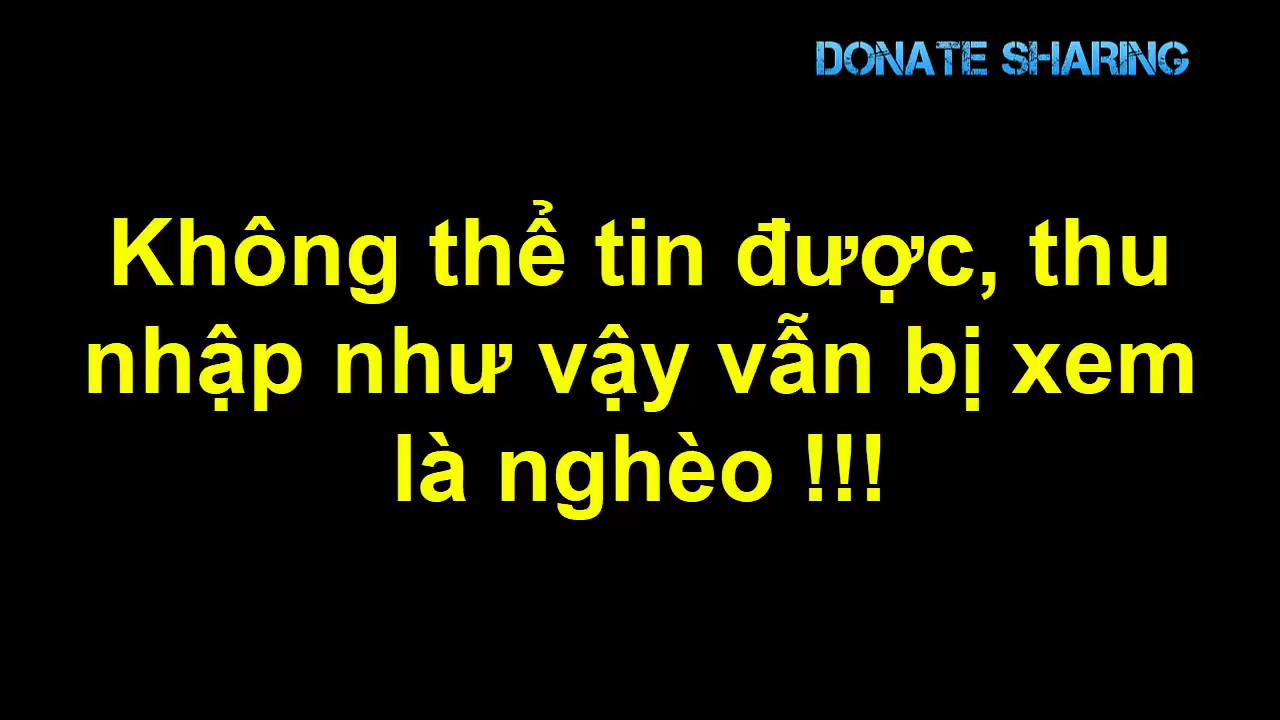 DONATE SHARING
Không thể tin được, thu
nhập như vậy vẫn bị xem
là nghèo !!!